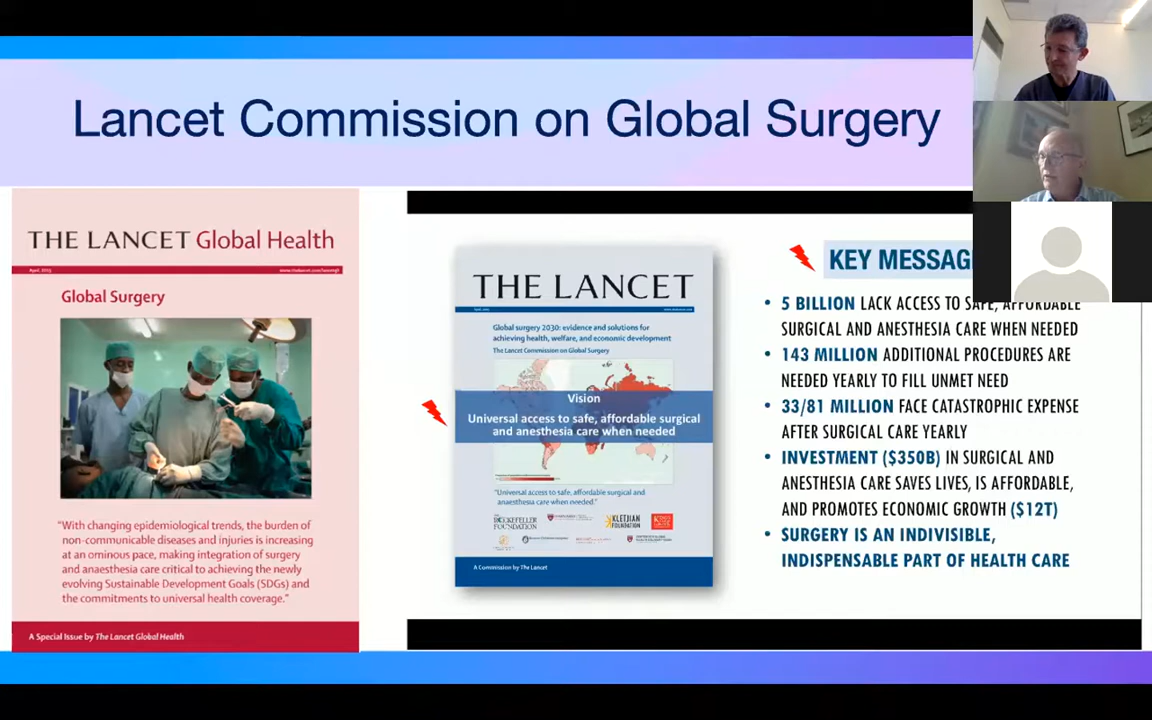 Lancet Commission on Global Surgery
THE LANCET Global Health
April, 2015
Global Surgery
"With changing epidemiological trends, the burden of
non-communicable diseases and injuries is increasing
at an ominous pace, making integration of surgery
and anaesthesia care critical to achieving the newly
evolving Sustainable Development Goals (SDGs) and
the commitments to universal health coverage."
A Special Issue by The Lancet Global Health
THE LANCET
Global surgery 2030: evidence and solutions for
achieving health, welfare, and economic development
The Lancet Commission on Global Surgery
Vision
Universal access to safe, affordable surgical
and anesthesia care when needed
"Universal access to safe, affordable surgical and
anaesthesia care when needed."
ROCKEFELLER
FOUNDATION
KLETJIAN
FOUNDATION
A Commission by The Lancet
KEY MESSAG
• 5 BILLION LACK ACCESS TO SAFE, AFFORDABLE
SURGICAL AND ANESTHESIA CARE WHEN NEEDED
• 143 MILLION ADDITIONAL PROCEDURES ARE
NEEDED YEARLY TO FILL UNMET NEED
• 33/81 MILLION FACE CATASTROPHIC EXPENSE
AFTER SURGICAL CARE YEARLY
• INVESTMENT ($350B) IN SURGICAL AND
ANESTHESIA CARE SAVES LIVES, IS AFFORDABLE,
AND PROMOTES ECONOMIC GROWTH ($12T)
• SURGERY IS AN INDIVISIBLE,
INDISPENSABLE PART OF HEALTH CARE